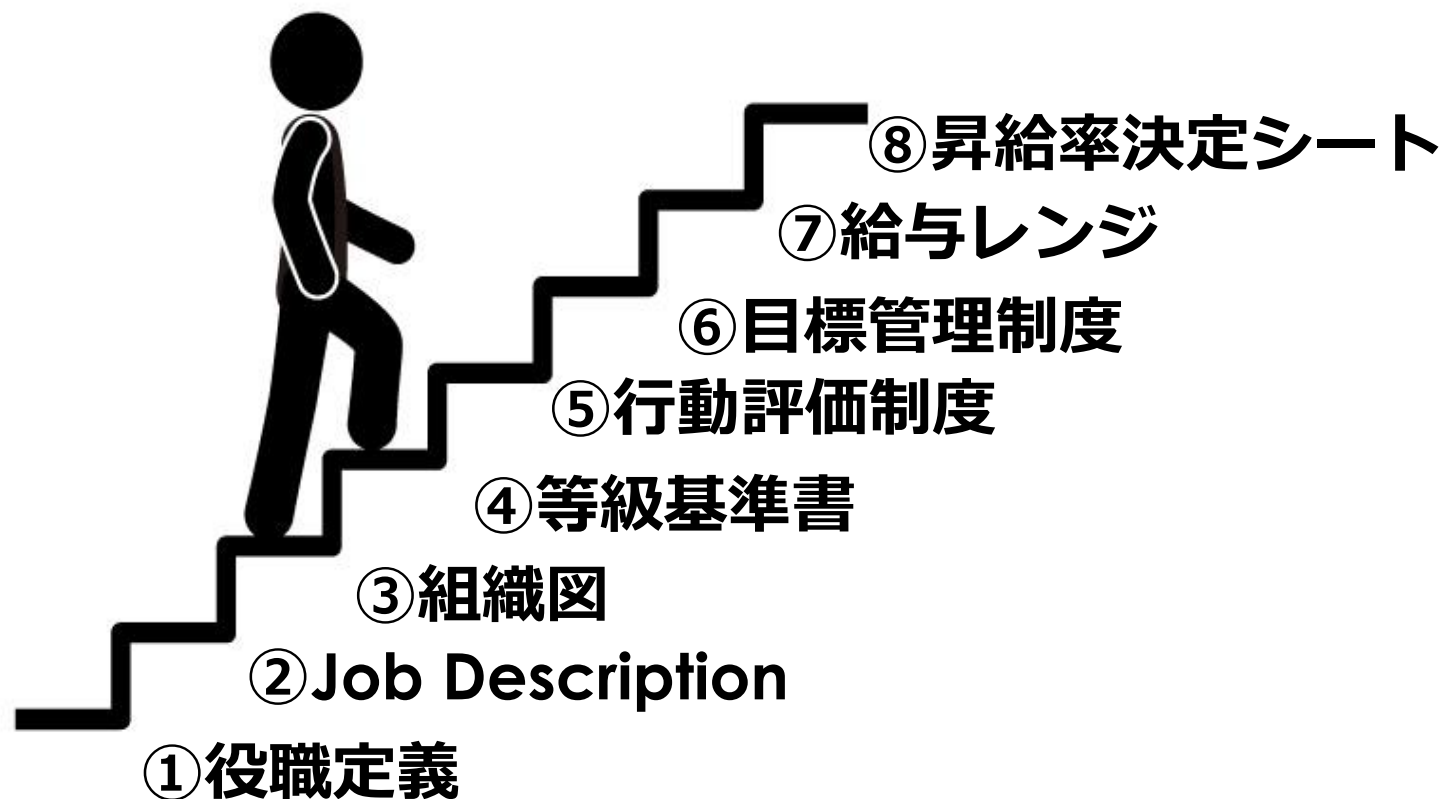 ⑧昇給率決定シート
⑦給与レンジ
⑥目標管理制度
⑤行動評価制度
④等級基準書
③組織図
②Job Description
①役職定義